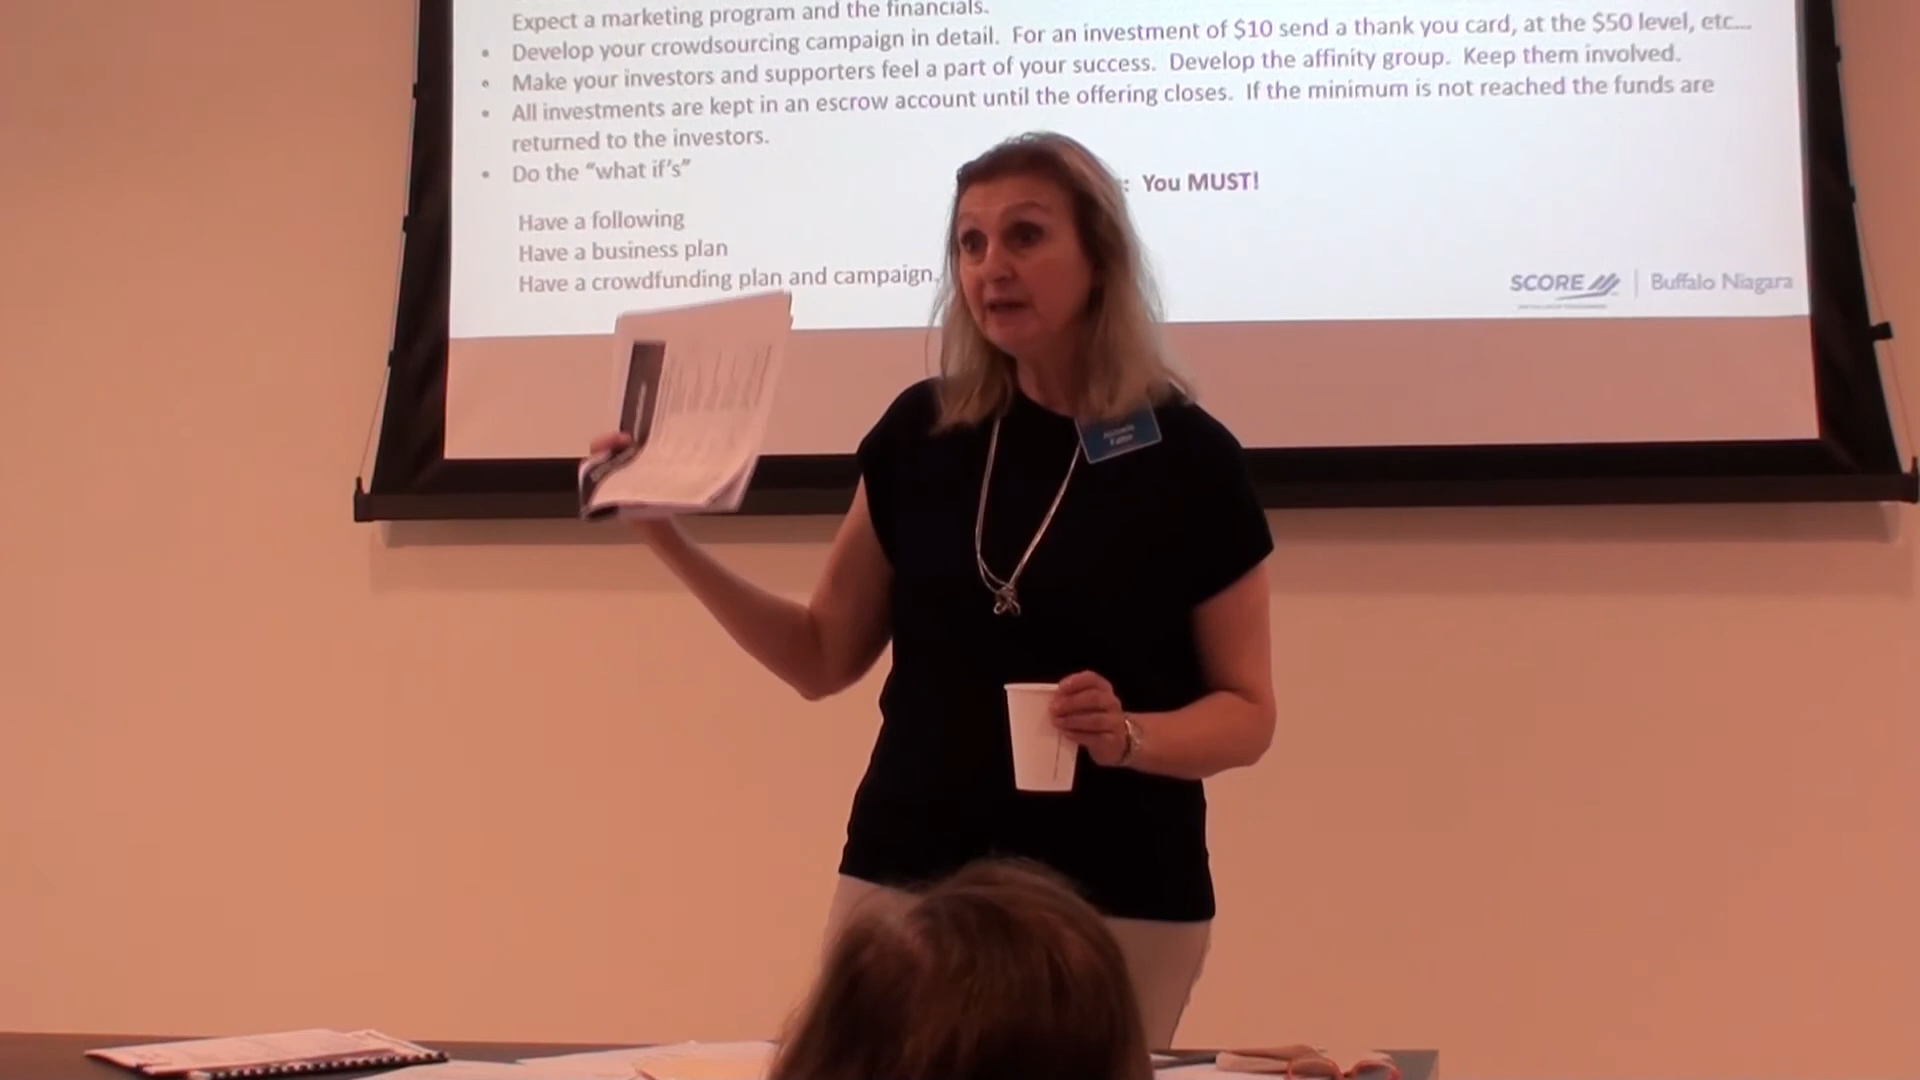 Expect a marketing program and the financials.
• Develop your crowdsourcing campaign in detail. For an investment of $10 send a thank you card, at the $50 level, etc...
• Make your investors and supporters feel a part of your success. Develop the affinity group. Keep them involved.
• All investments are kept in an escrow account until the offering closes. If the minimum is not reached the funds are
returned to the investors.
• Do the “what if’s”
: You MUST!
Have a following
Have a business plan
Have a crowdfunding plan and campaign.
SCORE | Buffalo Niagara